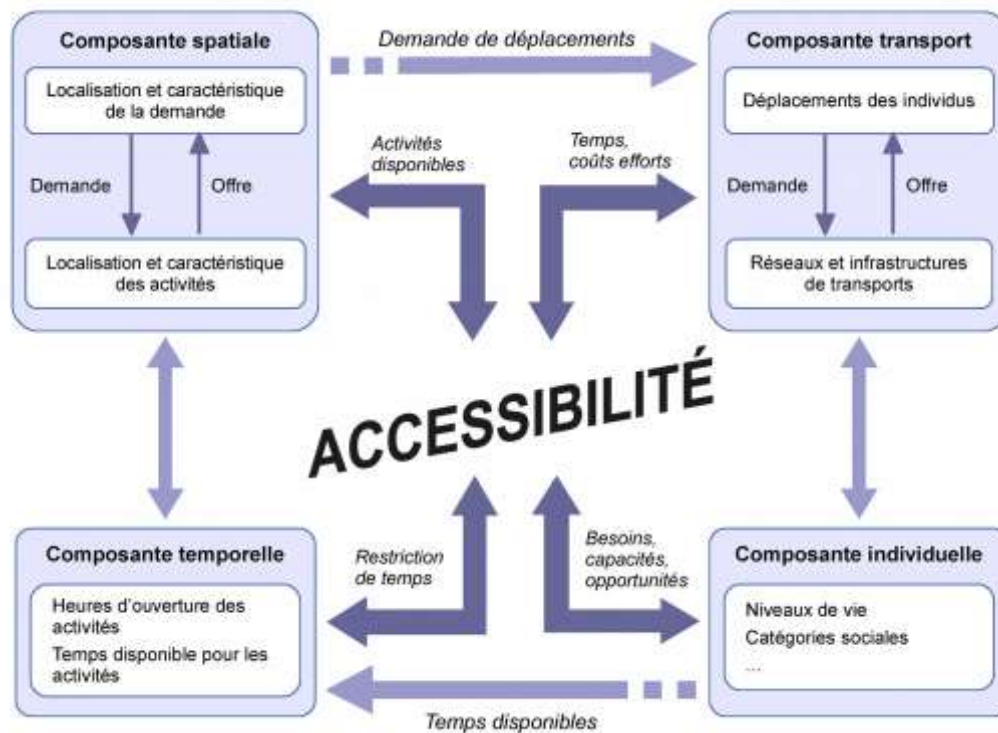 Composante spatiale
Localisation et caractéristique
de la demande
Demande
Offre
Localisation et caractéristique
des activités
Demande de déplacements
Composante transport
Déplacements des individus
Demande
Offre
Réseaux et infrastructures
de transports
Activités
disponibles
Temps,
coûts efforts
ACCESSIBILITÉ
Composante temporelle
Heures d'ouverture des
activités
Temps disponible pour les
activités
Restriction
de temps
Besoins,
capacités,
opportunités
Composante individuelle
Niveaux de vie
Catégories sociales
...
Temps disponibles